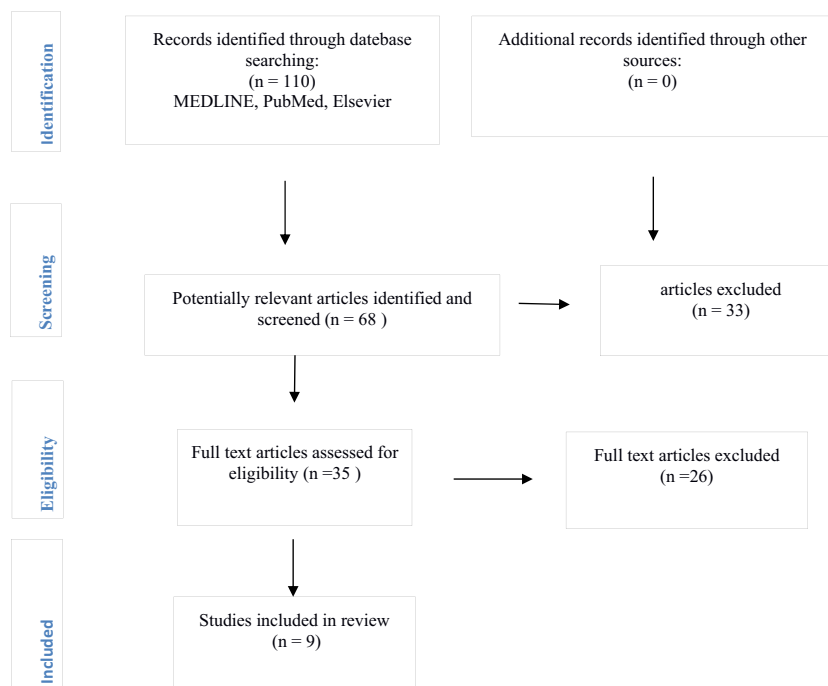 Identification
Records identified through datebase
searching:
(n = 110)
MEDLINE, PubMed, Elsevier
Additional records identified through other
sources:
(n = 0)
Screening
Potentially relevant articles identified and
screened (n = 68 )
articles excluded
(n = 33)
Eligibility
Full text articles assessed for
eligibility (n =35 )
Full text articles excluded
(n =26)
Included
Studies included in review
(n = 9)